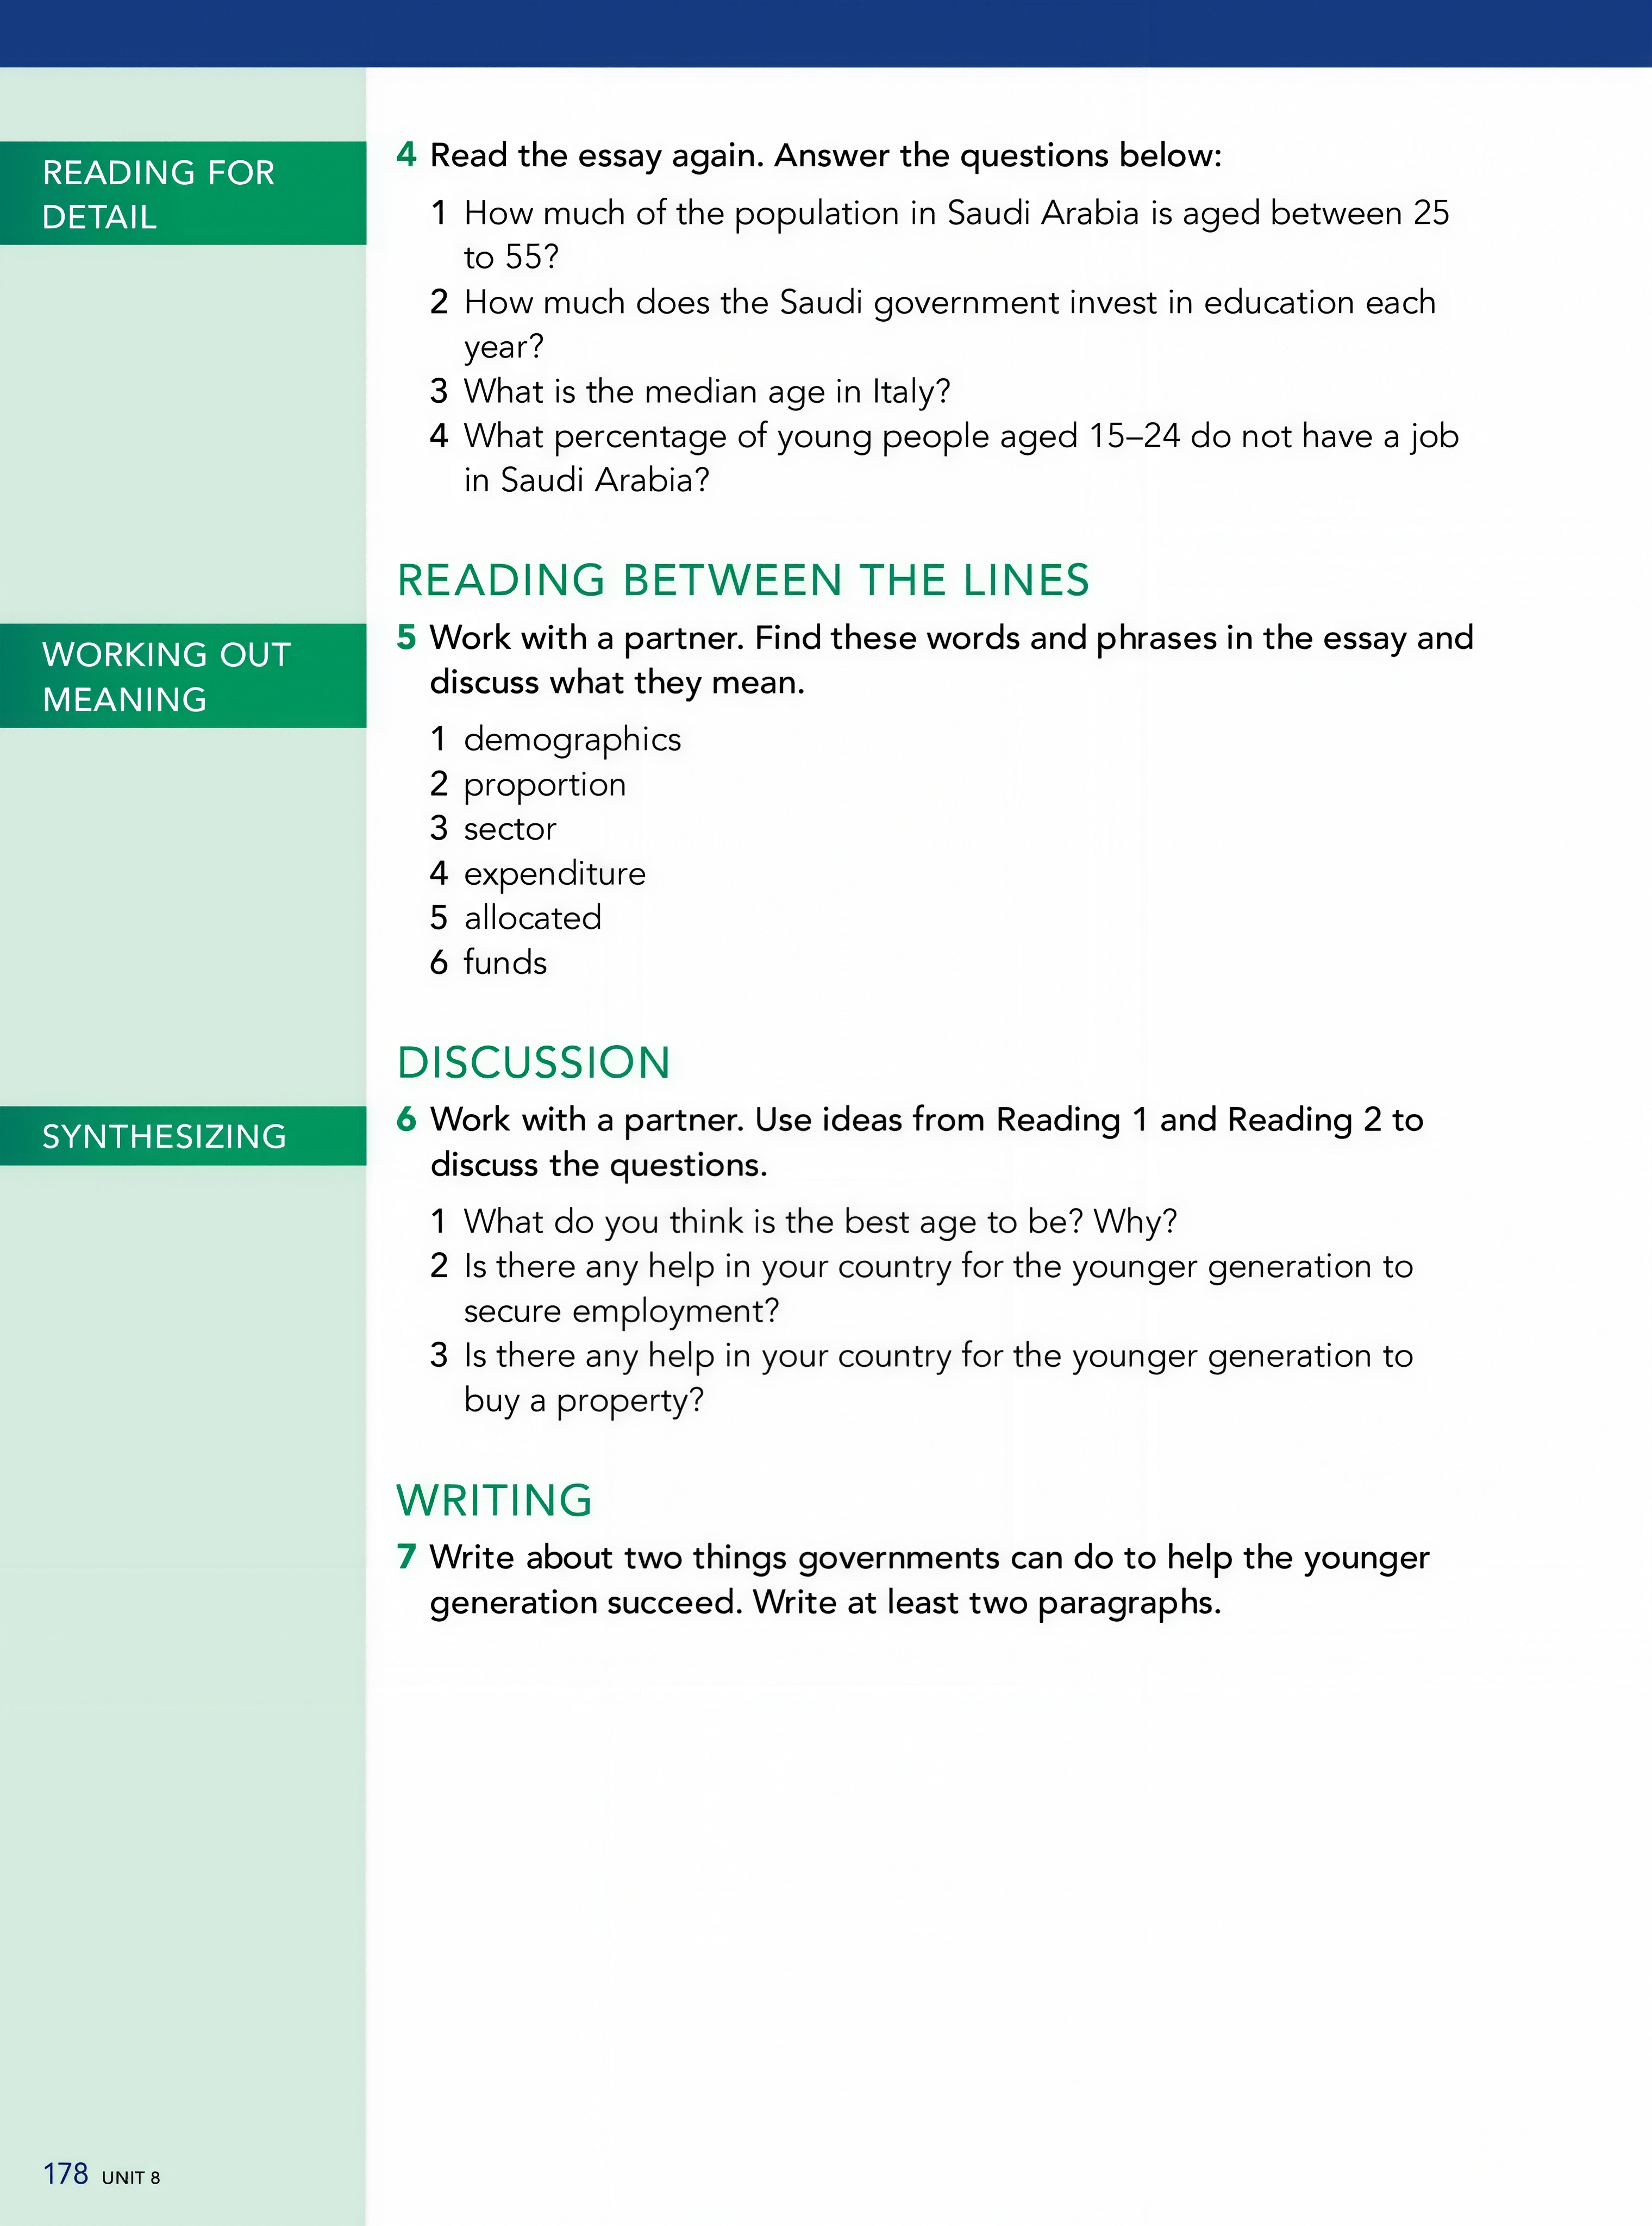 READING FOR
DETAIL
4 Read the essay again. Answer the questions below:
1 How much of the population in Saudi Arabia is aged between 25
to 55?
2 How much does the Saudi government invest in education each
year?
3 What is the median age in Italy?
4 What percentage of young people aged 15–24 do not have a job
in Saudi Arabia?
READING BETWEEN THE LINES
WORKING OUT
MEANING
5 Work with a partner. Find these words and phrases in the essay and
discuss what they mean.
1 demographics
2 proportion
3 sector
4 expenditure
5 allocated
6 funds
DISCUSSION
SYNTHESIZING
6 Work with a partner. Use ideas from Reading 1 and Reading 2 to
discuss the questions.
1 What do you think is the best age to be? Why?
2 Is there any help in your country for the younger generation to
secure employment?
3 Is there any help in your country for the younger generation to
buy a property?
WRITING
7 Write about two things governments can do to help the younger
generation succeed. Write at least two paragraphs.
178 UNIT 8